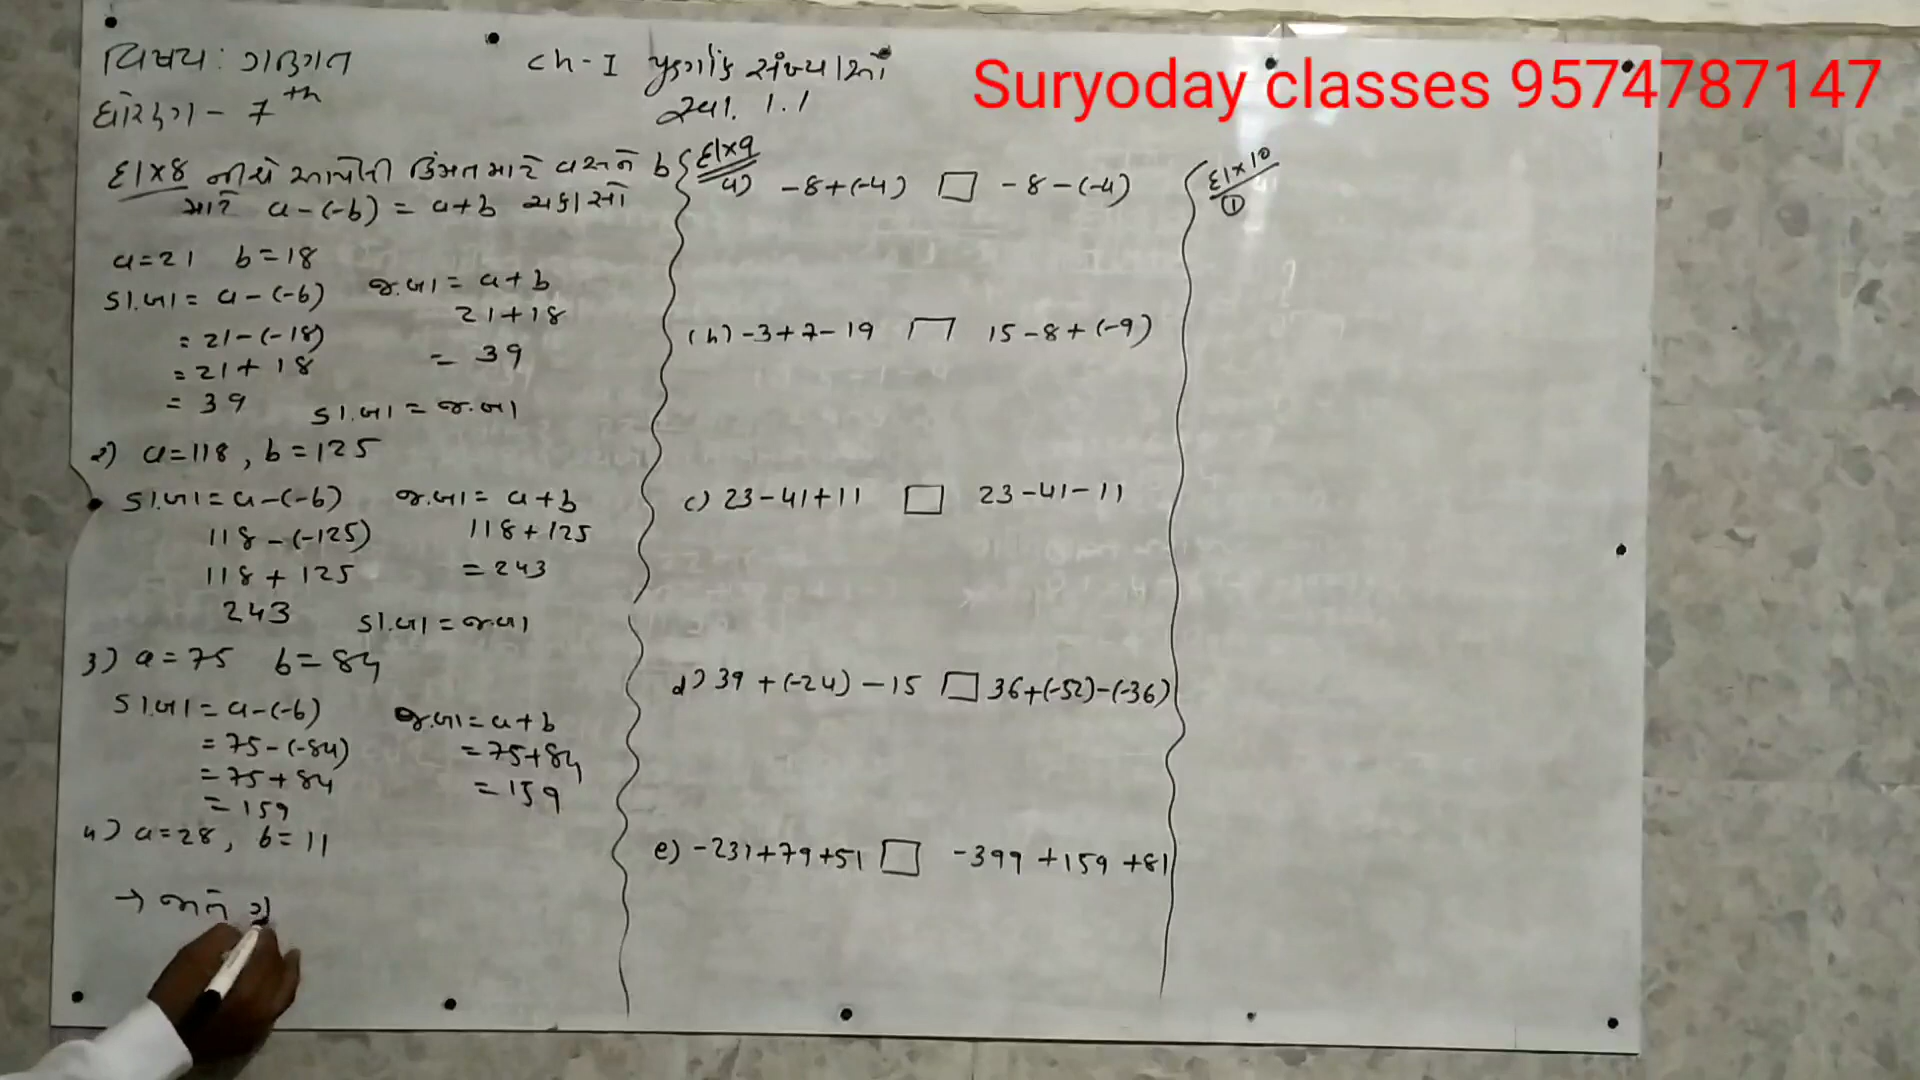 વિષય : ગણિત
ધોરણ - 7th
ch - I પૂર્ણાંક સંખ્યાઓ
સ્વા. 1.1
Suryoday classes 9574787147
દા×8 નીચે આપેલી કિંમત માટે a અને b
માટે a - (-b) = a + b ચકાસો
a = 21 b = 18
ડા.બા = a - (-b) જ.બા = a + b
= 21 - (-18) 21 + 18
= 21 + 18 = 39
= 39 ડા.બા = જ.બા
2) a = 118 , b = 125
ડા.બા = a - (-b) જ.બા = a + b
118 - (-125) 118 + 125
118 + 125 = 243
243 ડા.બા = જ.બા
3) a = 75 b = 84
ડા.બા = a - (-b) જ.બા = a + b
= 75 - (-84) = 75 + 84
= 75 + 84 = 159
= 159
4) a = 28 , b = 11
→ જાતે
દા×9
a) -8 + (-4) □ -8 - (-4)
(b) -3 + 7 - 19 □ 15 - 8 + (-9)
c) 23 - 41 + 11 □ 23 - 41 - 11
d) 39 + (-24) - 15 □ 36 + (-52) - (-36)
e) -231 + 79 + 51 □ -399 + 159 + 81
દા×10
①